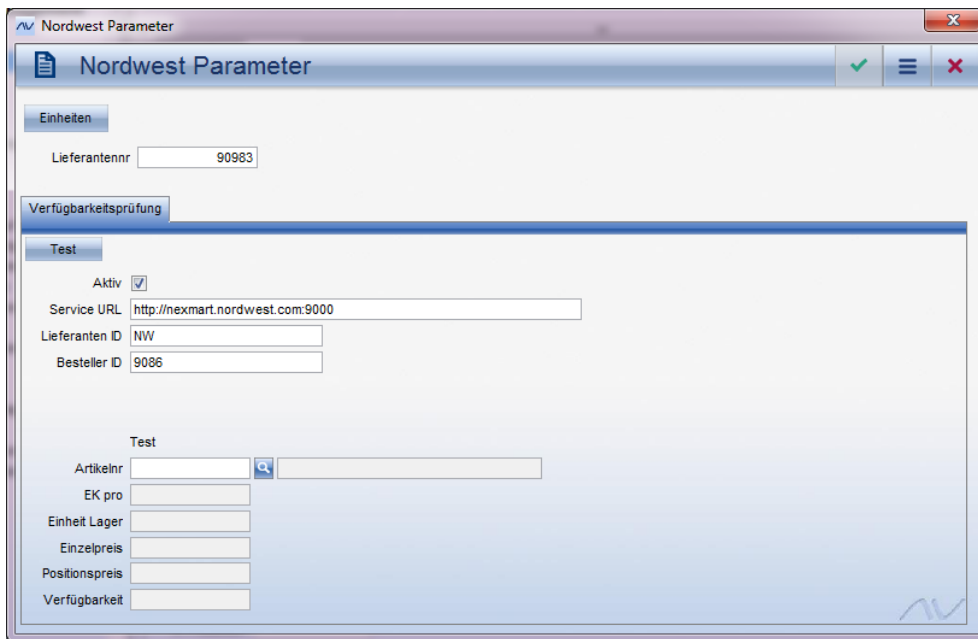 Nordwest Parameter
Nordwest Parameter
Einheiten
Lieferantennr 90983
Verfügbarkeitsprüfung
Test
Aktiv
Service URL http://nexmart.nordwest.com:9000
Lieferanten ID NW
Besteller ID 9086
Test
Artikelnr
EK pro
Einheit Lager
Einzelpreis
Positionspreis
Verfügbarkeit